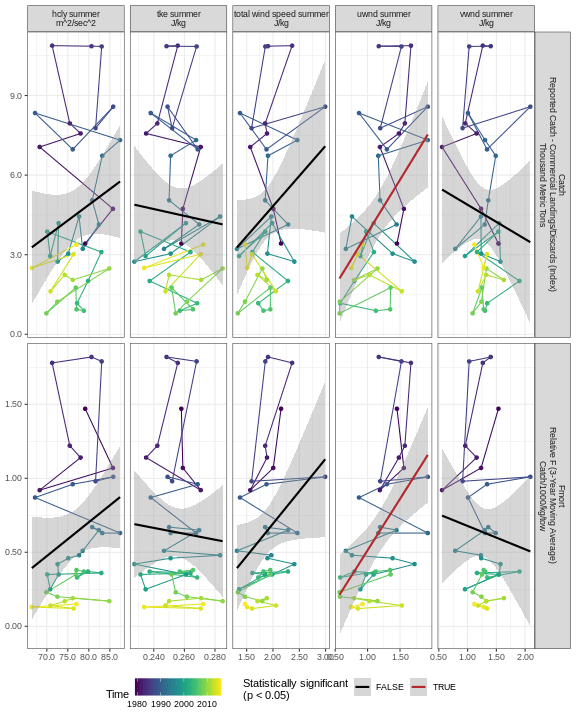 hcly summer
m^2/sec^2
tke summer
J/kg
total wind speed summer
J/kg
uwnd summer
J/kg
vwnd summer
J/kg
9.0
6.0
3.0
0.0
Catch
Reported Catch - Commercial Landings/Discards (Index)
Thousand Metric Tons
1.50
1.00
0.50
0.00
Fmort
Relative F (3-Year Moving Average)
Catch/1000/kg/tow
70.0 75.0 80.0 85.0
0.240 0.260 0.280
1.50 2.00 2.50 3.00
0.50 1.00 1.50
0.50 1.00 1.50 2.00
Time
1980 1990 2000 2010
Statistically significant
(p < 0.05)
FALSE
TRUE